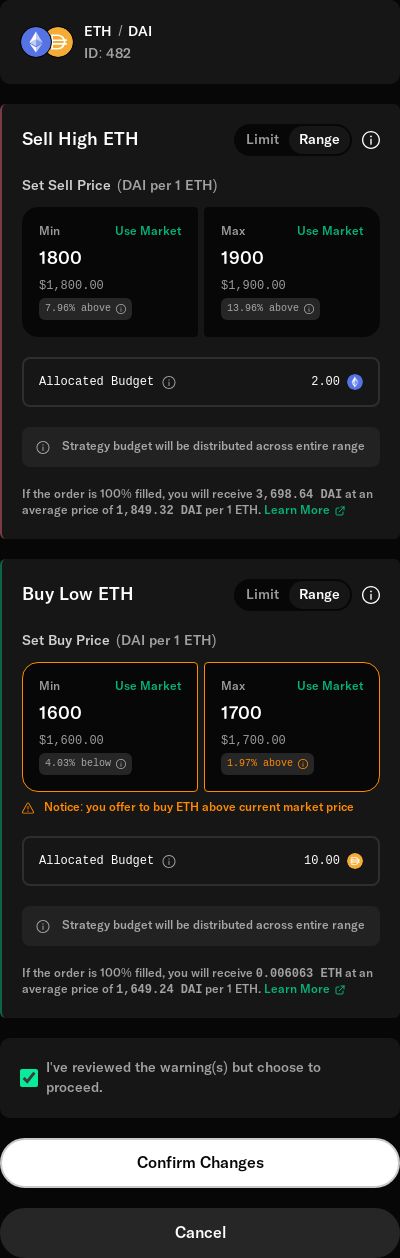 ETH / DAI
ID: 482
Sell High ETH
Limit Range
Set Sell Price (DAI per 1 ETH)
Min Use Market Max Use Market
1800 1900
$1,800.00 $1,900.00
7.96% above 13.96% above
Allocated Budget 2.00
Strategy budget will be distributed across entire range
If the order is 100% filled, you will receive 3,698.64 DAI at an
average price of 1,849.32 DAI per 1 ETH. Learn More
Buy Low ETH
Limit Range
Set Buy Price (DAI per 1 ETH)
Min Use Market Max Use Market
1600 1700
$1,600.00 $1,700.00
4.03% below 1.97% above
Notice: you offer to buy ETH above current market price
Allocated Budget 10.00
Strategy budget will be distributed across entire range
If the order is 100% filled, you will receive 0.006063 ETH at an
average price of 1,649.24 DAI per 1 ETH. Learn More
I've reviewed the warning(s) but choose to
proceed.
Confirm Changes
Cancel